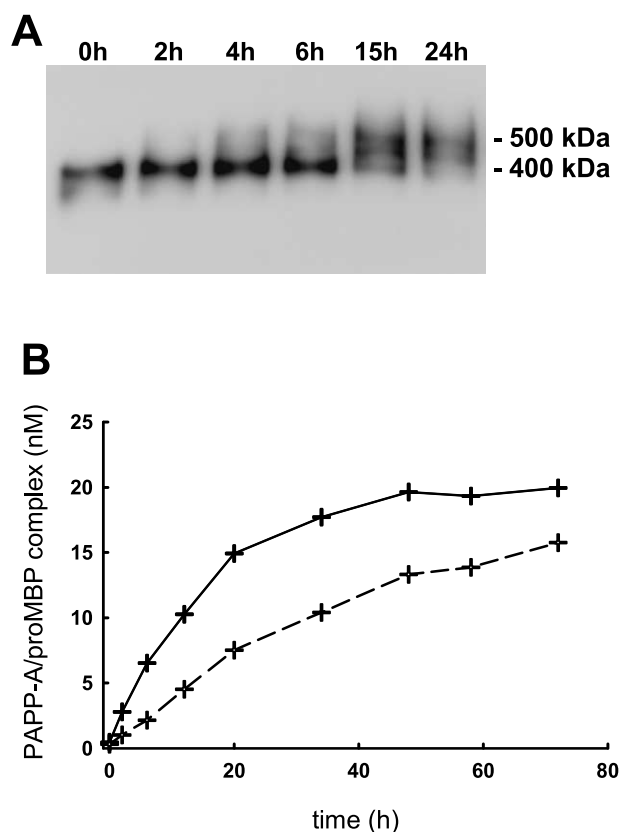 A
0h 2h 4h 6h 15h 24h
- 500 kDa
- 400 kDa
B
PAPP-A/proMBP complex (nM)
25
20
15
10
5
0
0 20 40 60 80
time (h)